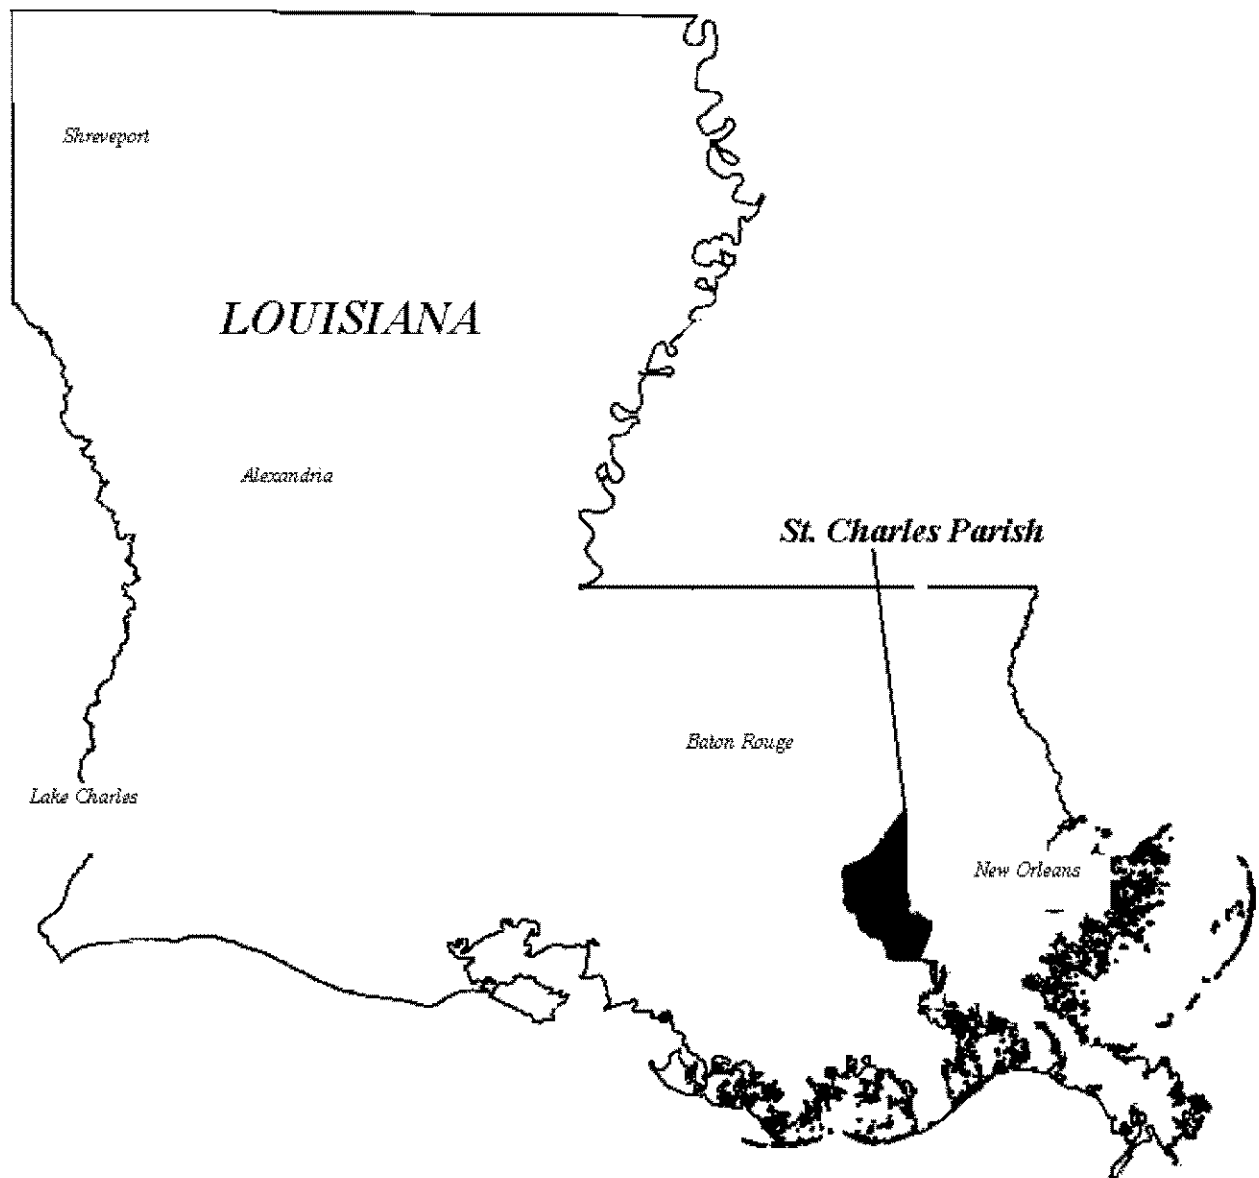 Shreveport
LOUISIANA
Alexandria
St. Charles Parish
Baton Rouge
Lake Charles
New Orleans